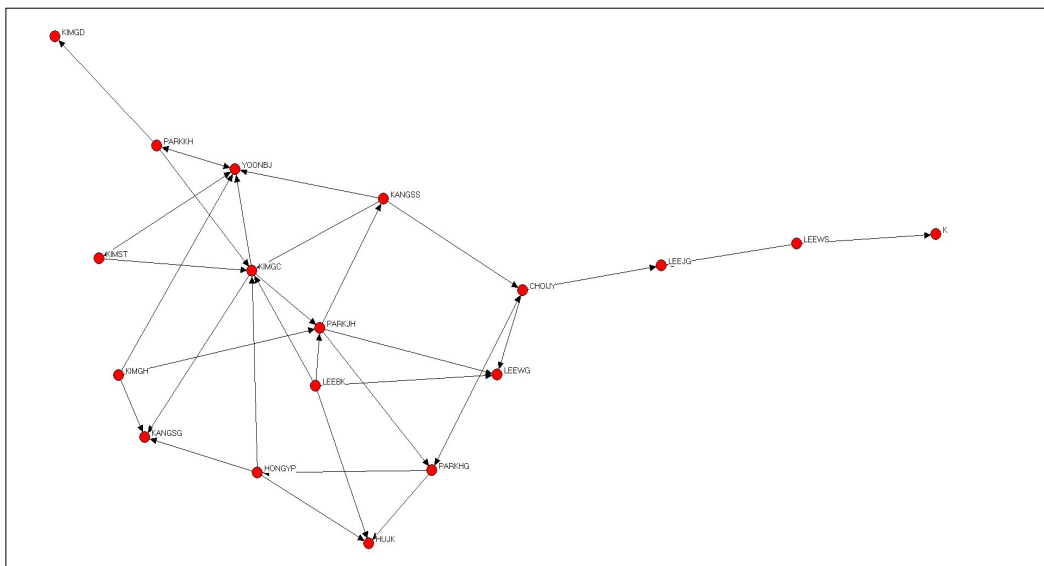 KIMGD
PARKKH
YOONBJ
KANGSS
LEEWS
K
KIMST
KIMGC
LEEJG
CHOIJY
PARKJH
KIMGH
LEEBK
LEEWG
KANGSG
HONGYP
PARKHG
HUJK